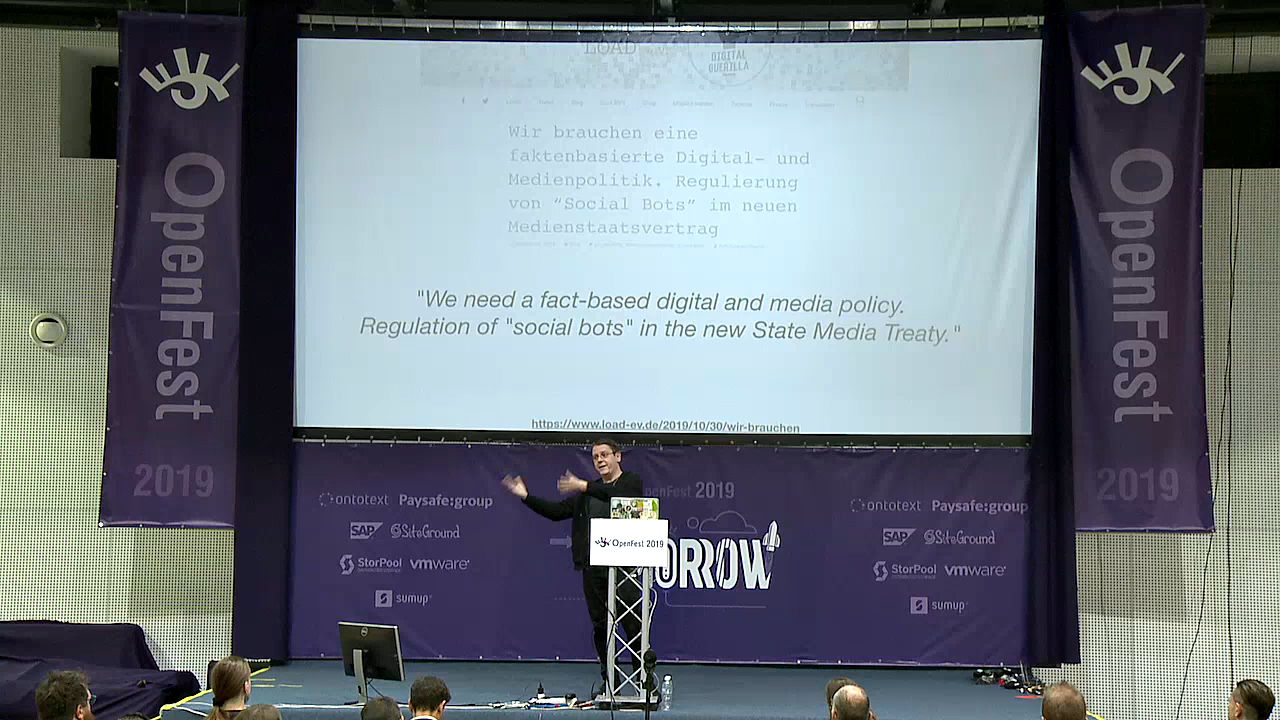 LOAD
DIGITAL
GUERILLA
Wir brauchen eine
faktenbasierte Digital- und
Medienpolitik. Regulierung
von “Social Bots” im neuen
Medienstaatsvertrag
"We need a fact-based digital and media policy.
Regulation of "social bots" in the new State Media Treaty."
https://www.load-ev.de/2019/10/30/wir-brauchen
OpenFest
2019
OpenFest
2019
ontotext Paysafe:group
SAP SiteGround
StorPool vmware
sumup
OpenFest 2019
ORROW
OpenFest 2019
ontotext Paysafe:group
SAP SiteGround
StorPool vmware
sumup
DELL